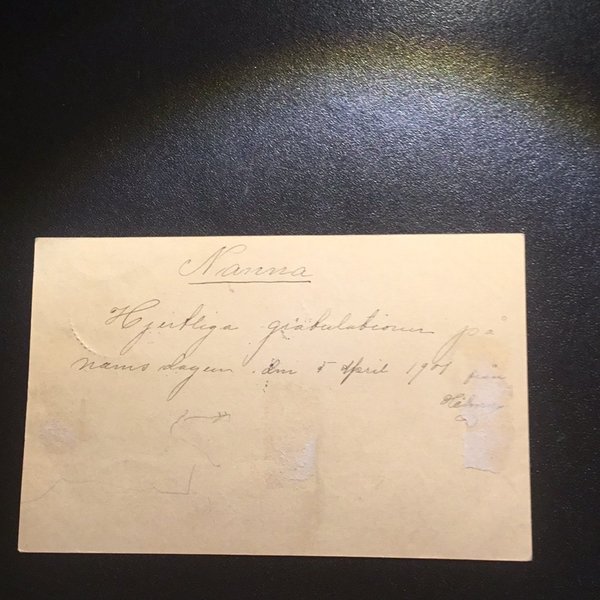 Nanna
Hjertliga gratulationer på
namnsdagen den 5 April 1901 från